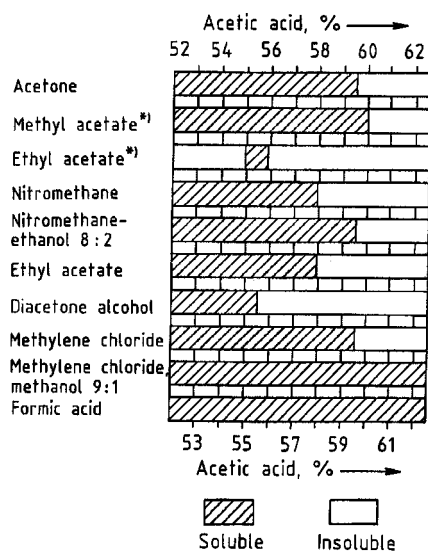 Acetic acid, % →
52 54 56 58 60 62
Acetone
Methyl acetate*)
Ethyl acetate*)
Nitromethane
Nitromethane-
ethanol 8:2
Ethyl acetate
Diacetone alcohol
Methylene chloride
Methylene chloride,
methanol 9:1
Formic acid
53 55 57 59 61
Acetic acid, % →
Soluble Insoluble